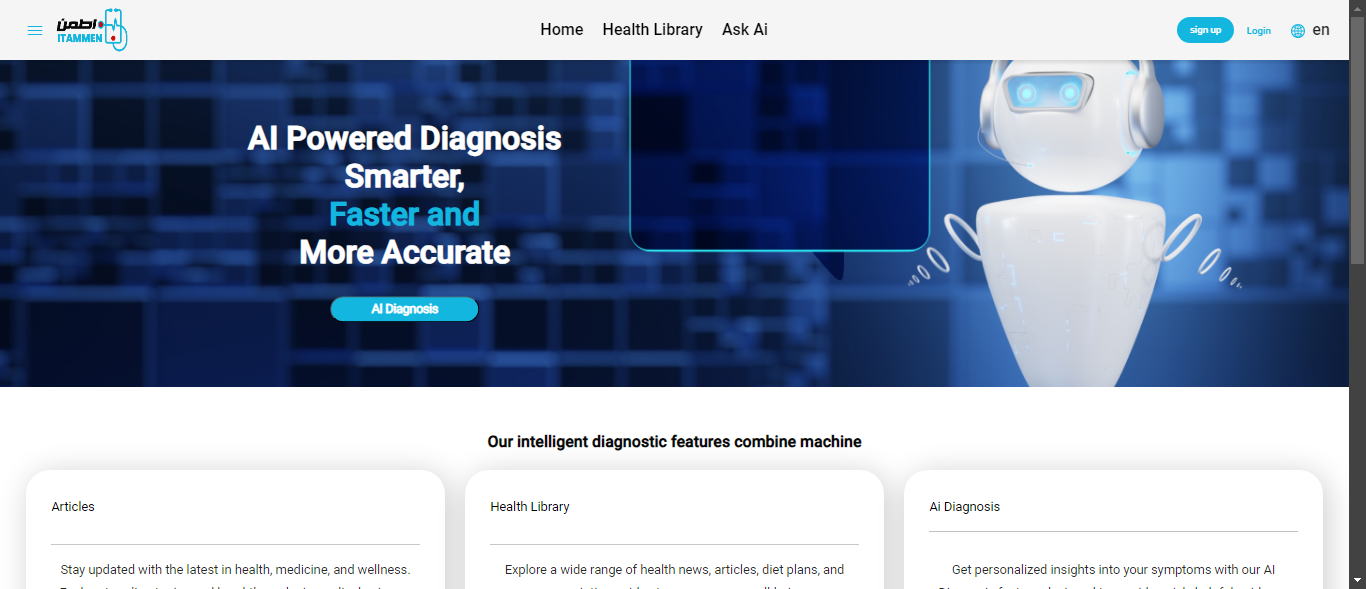 اطمن
ITAMMEN
Home Health Library Ask Ai
sign up Login en
AI Powered Diagnosis
Smarter,
Faster and
More Accurate
AI Diagnosis
Our intelligent diagnostic features combine machine
Articles
Stay updated with the latest in health, medicine, and wellness.
Health Library
Explore a wide range of health news, articles, diet plans, and
Ai Diagnosis
Get personalized insights into your symptoms with our AI